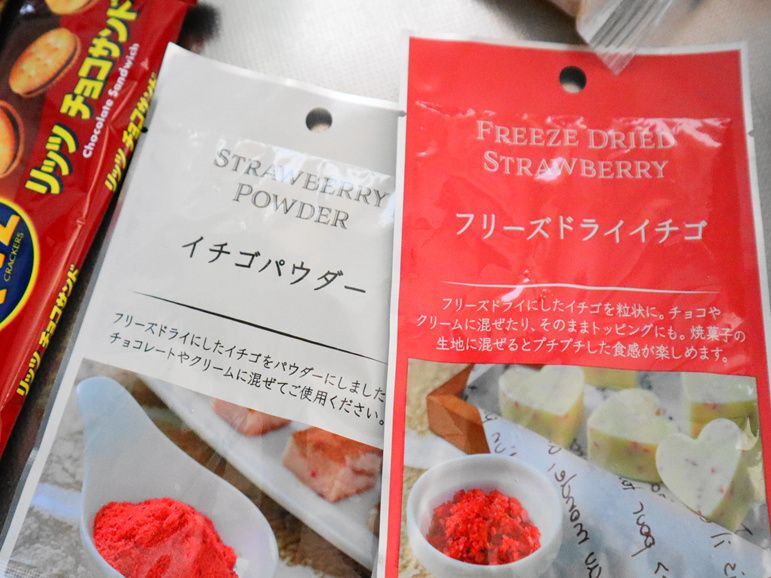 リッツ チョコサンド
Chocolate Sandwich
リッツ チョコサンド
CRACKERS
リッツ チョコサンド
STRAWBERRY
POWDER
イチゴパウダー
フリーズドライにしたイチゴをパウダーにしました
チョコレートやクリームに混ぜてご使用ください。
FREEZE DRIED
STRAWBERRY
フリーズドライイチゴ
フリーズドライにしたイチゴを粒状に。チョコや
クリームに混ぜたり、そのままトッピングにも。焼菓子の
生地に混ぜるとプチプチした食感が楽しめます。